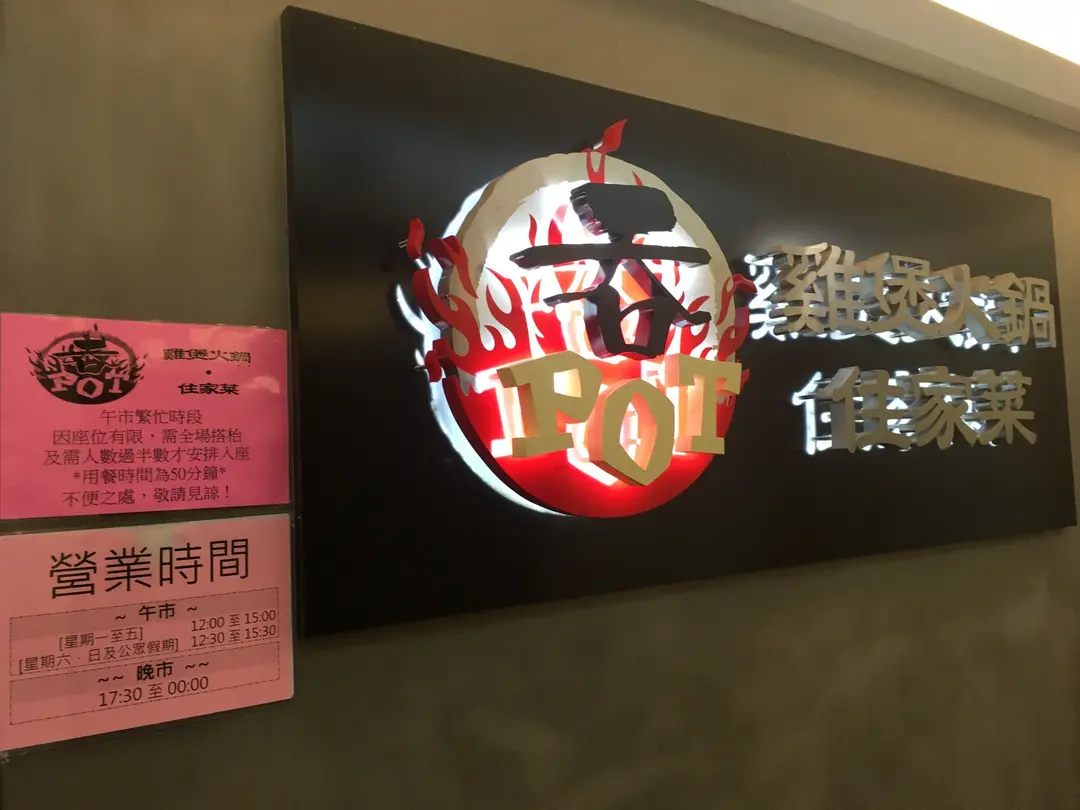 POT
雞煲火鍋
住家菜
POT
雞煲火鍋
•
住家菜
午市繁忙時段
因座位有限，需全場搭枱
及需人數過半數才安排入座
*用餐時間為50分鐘*
不便之處，敬請見諒！
營業時間
~ 午市 ~
[星期一至五] 12:00 至 15:00
[星期六﹑日及公眾假期] 12:30 至 15:30
~~ 晚市 ~~
17:30 至 00:00